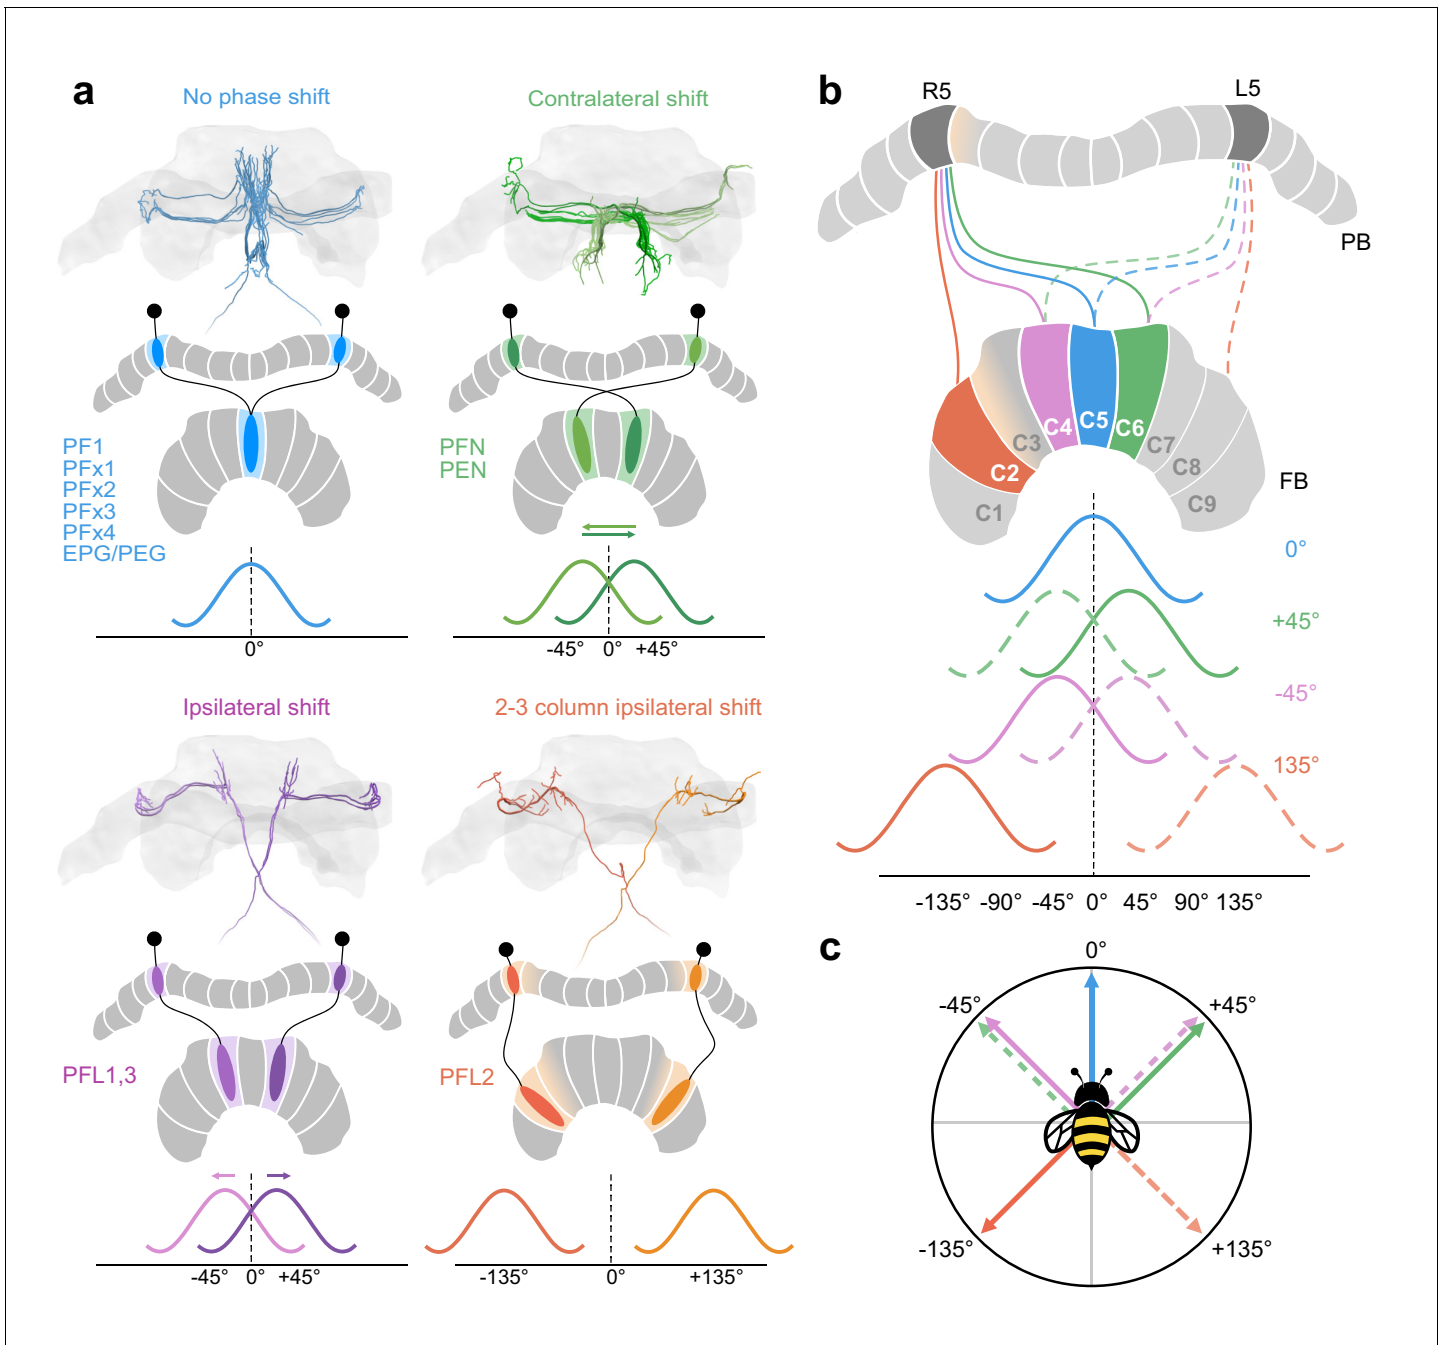 a
No phase shift
PF1
PFx1
PFx2
PFx3
PFx4
EPG/PEG
0°
Contralateral shift
PFN
PEN
-45° 0° +45°
Ipsilateral shift
PFL1,3
-45° 0° +45°
2-3 column ipsilateral shift
PFL2
-135° 0° +135°
b
R5
L5
PB
C1
C2
C3
C4
C5
C6
C7
C8
C9
FB
0°
+45°
-45°
135°
-135° -90° -45° 0° 45° 90° 135°
c
0°
-45°
+45°
-135°
+135°